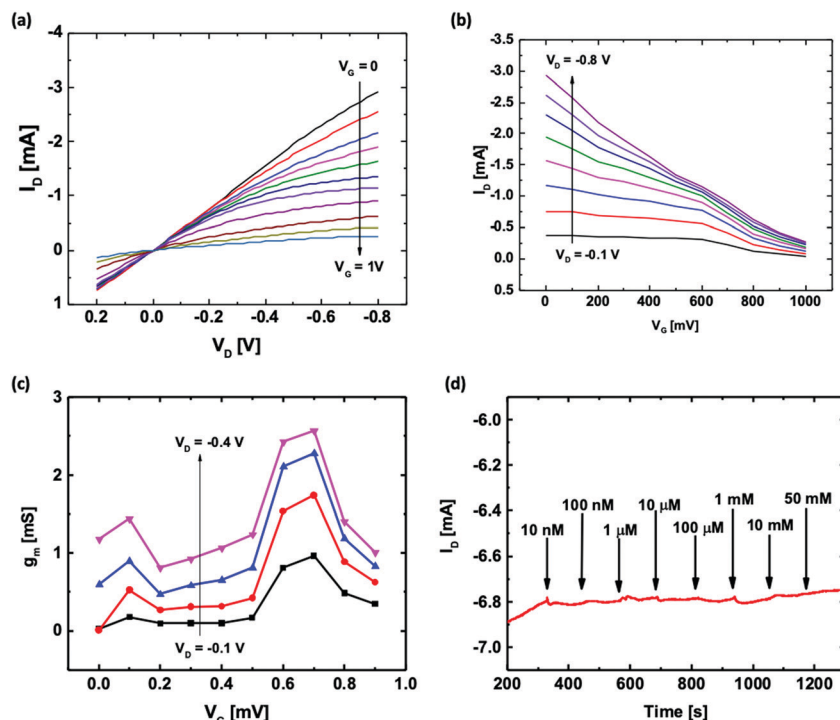 (a)
-4
-3
-2
-1
0
1
I_D [mA]
V_G = 0
V_G = 1V
0.2 0.0 -0.2 -0.4 -0.6 -0.8
V_D [V]
(b)
-3.5
-3.0
-2.5
-2.0
-1.5
-1.0
-0.5
0.0
0.5
I_D [mA]
V_D = -0.8 V
V_D = -0.1 V
0 200 400 600 800 1000
V_G [mV]
(c)
3
2
1
0
g_m [mS]
V_D = -0.4 V
V_D = -0.1 V
0.0 0.2 0.4 0.6 0.8 1.0
V_G [mV]
(d)
-6.0
-6.2
-6.4
-6.6
-6.8
-7.0
I_D [mA]
10 nM
100 nM
1 µM
10 µM
100 µM
1 mM
10 mM
50 mM
200 400 600 800 1000 1200
Time [s]